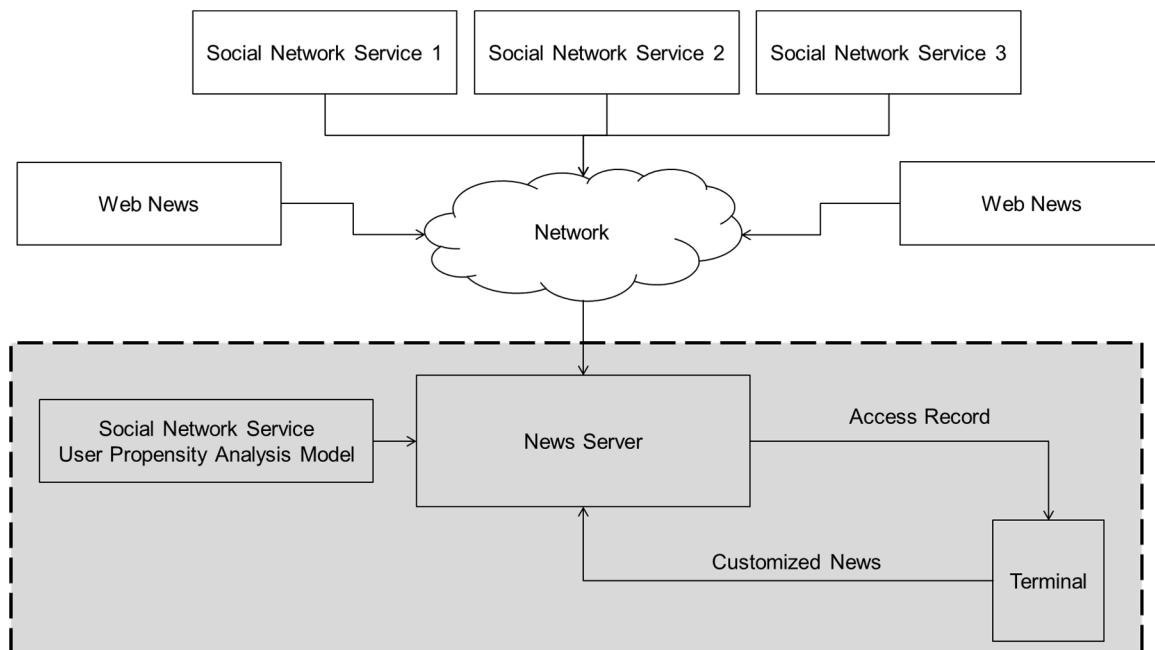 Social Network Service 1
Social Network Service 2
Social Network Service 3
Web News
Network
Web News
Social Network Service
User Propensity Analysis Model
News Server
Access Record
Customized News
Terminal